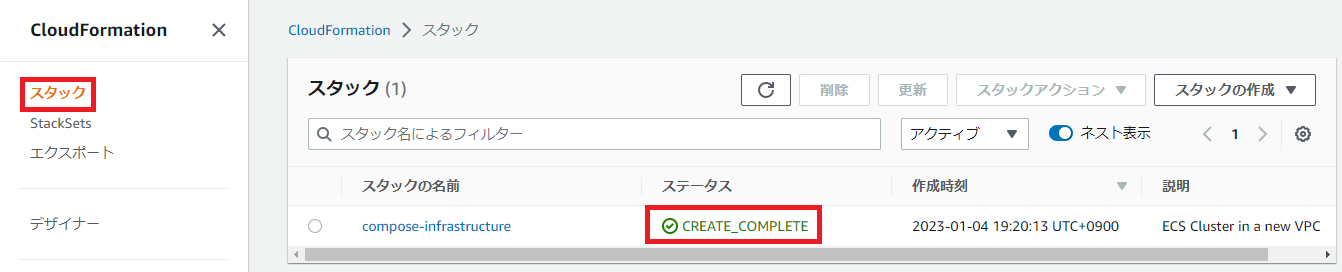 CloudFormation
CloudFormation スタック
スタック
StackSets
エクスポート
デザイナー
スタック (1)
削除 更新 スタックアクション スタックの作成
スタック名によるフィルター
アクティブ ネスト表示 1
スタックの名前 ステータス 作成時刻 説明
compose-infrastructure CREATE_COMPLETE 2023-01-04 19:20:13 UTC+0900 ECS Cluster in a new VPC